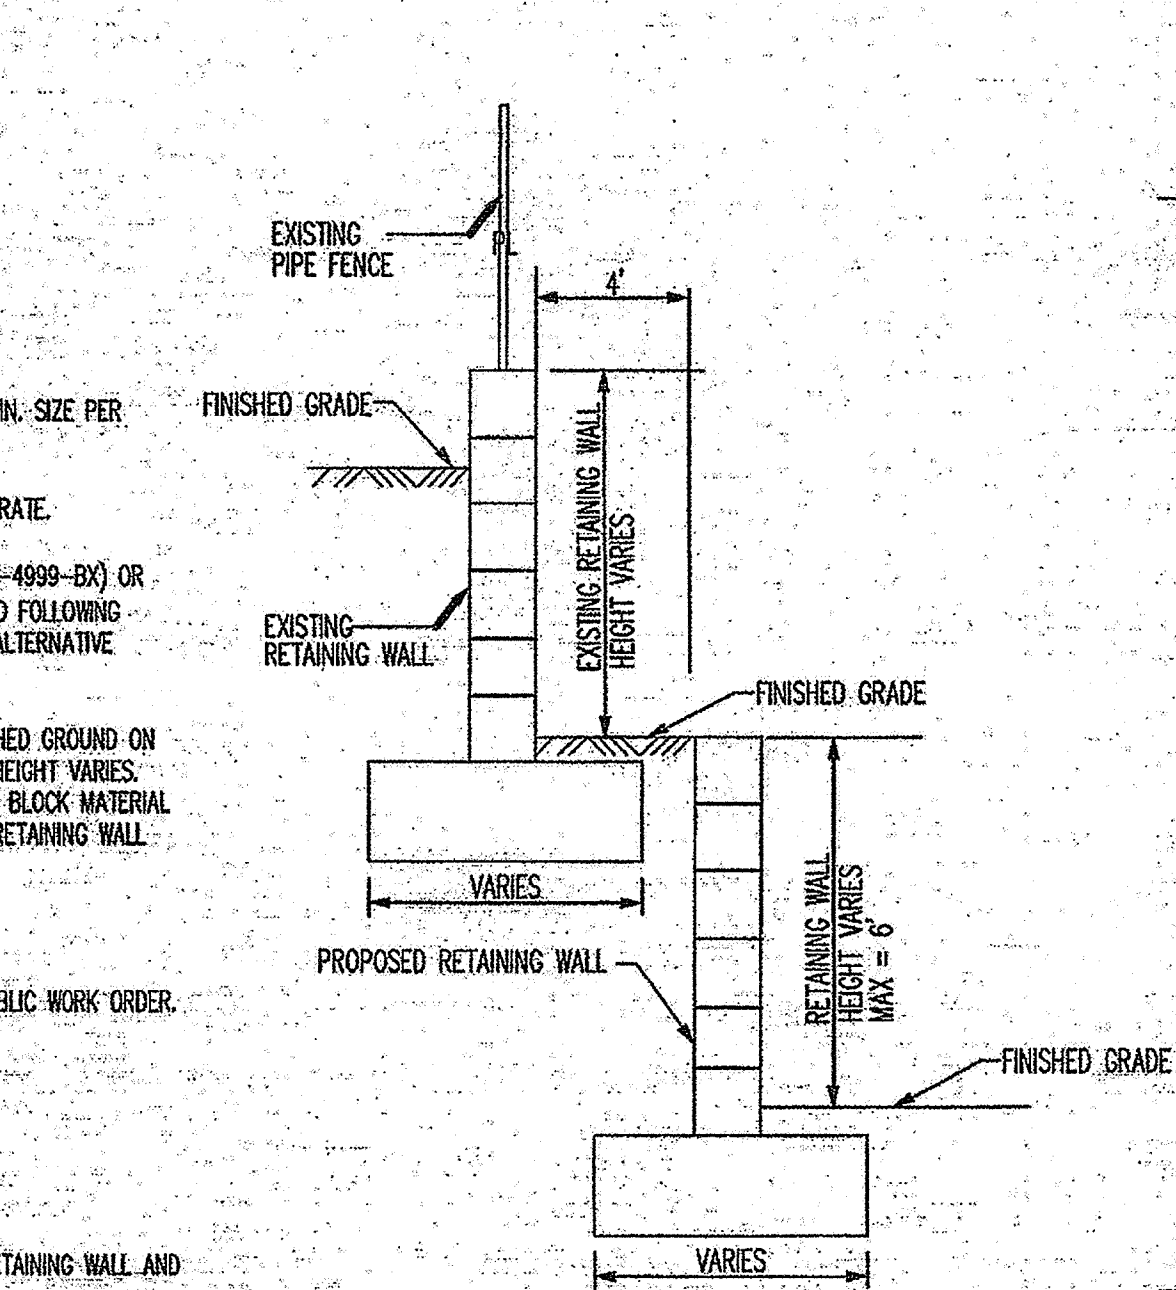 EXISTING
PIPE FENCE
PL
4'
IN. SIZE PER
FINISHED GRADE
RATE.
-4999-BX) OR
D FOLLOWING
ALTERNATIVE
EXISTING
RETAINING WALL
EXISTING RETAINING WALL
HEIGHT VARIES
FINISHED GRADE
HED GROUND ON
HEIGHT VARIES.
BLOCK MATERIAL
RETAINING WALL
VARIES
PROPOSED RETAINING WALL
RETAINING WALL
HEIGHT VARIES
MAX = 6'
BLIC WORK ORDER.
FINISHED GRADE
ETAINING WALL AND
VARIES